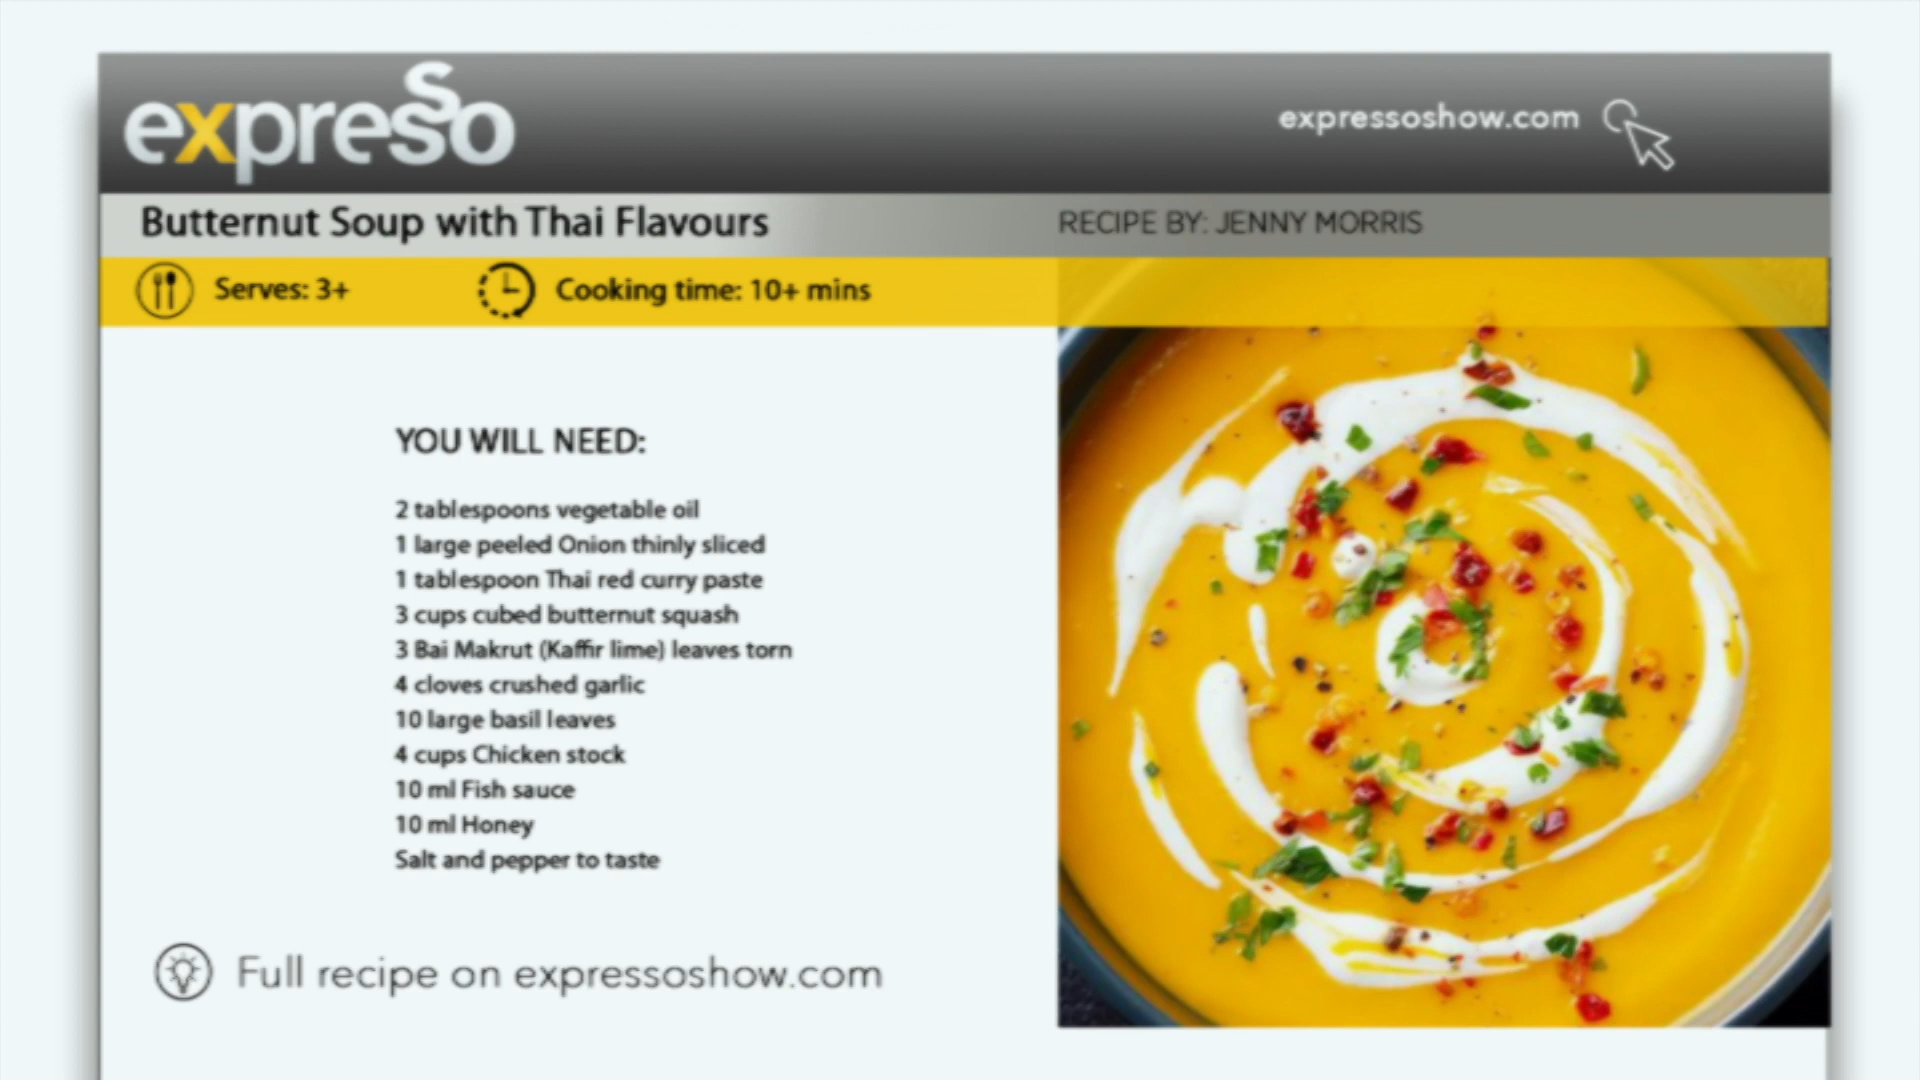 expresso
expressoshow.com
Butternut Soup with Thai Flavours
RECIPE BY: JENNY MORRIS
Serves: 3+
Cooking time: 10+ mins
YOU WILL NEED:
2 tablespoons vegetable oil
1 large peeled Onion thinly sliced
1 tablespoon Thai red curry paste
3 cups cubed butternut squash
3 Bai Makrut (Kaffir lime) leaves torn
4 cloves crushed garlic
10 large basil leaves
4 cups Chicken stock
10 ml Fish sauce
10 ml Honey
Salt and pepper to taste
Full recipe on expressoshow.com